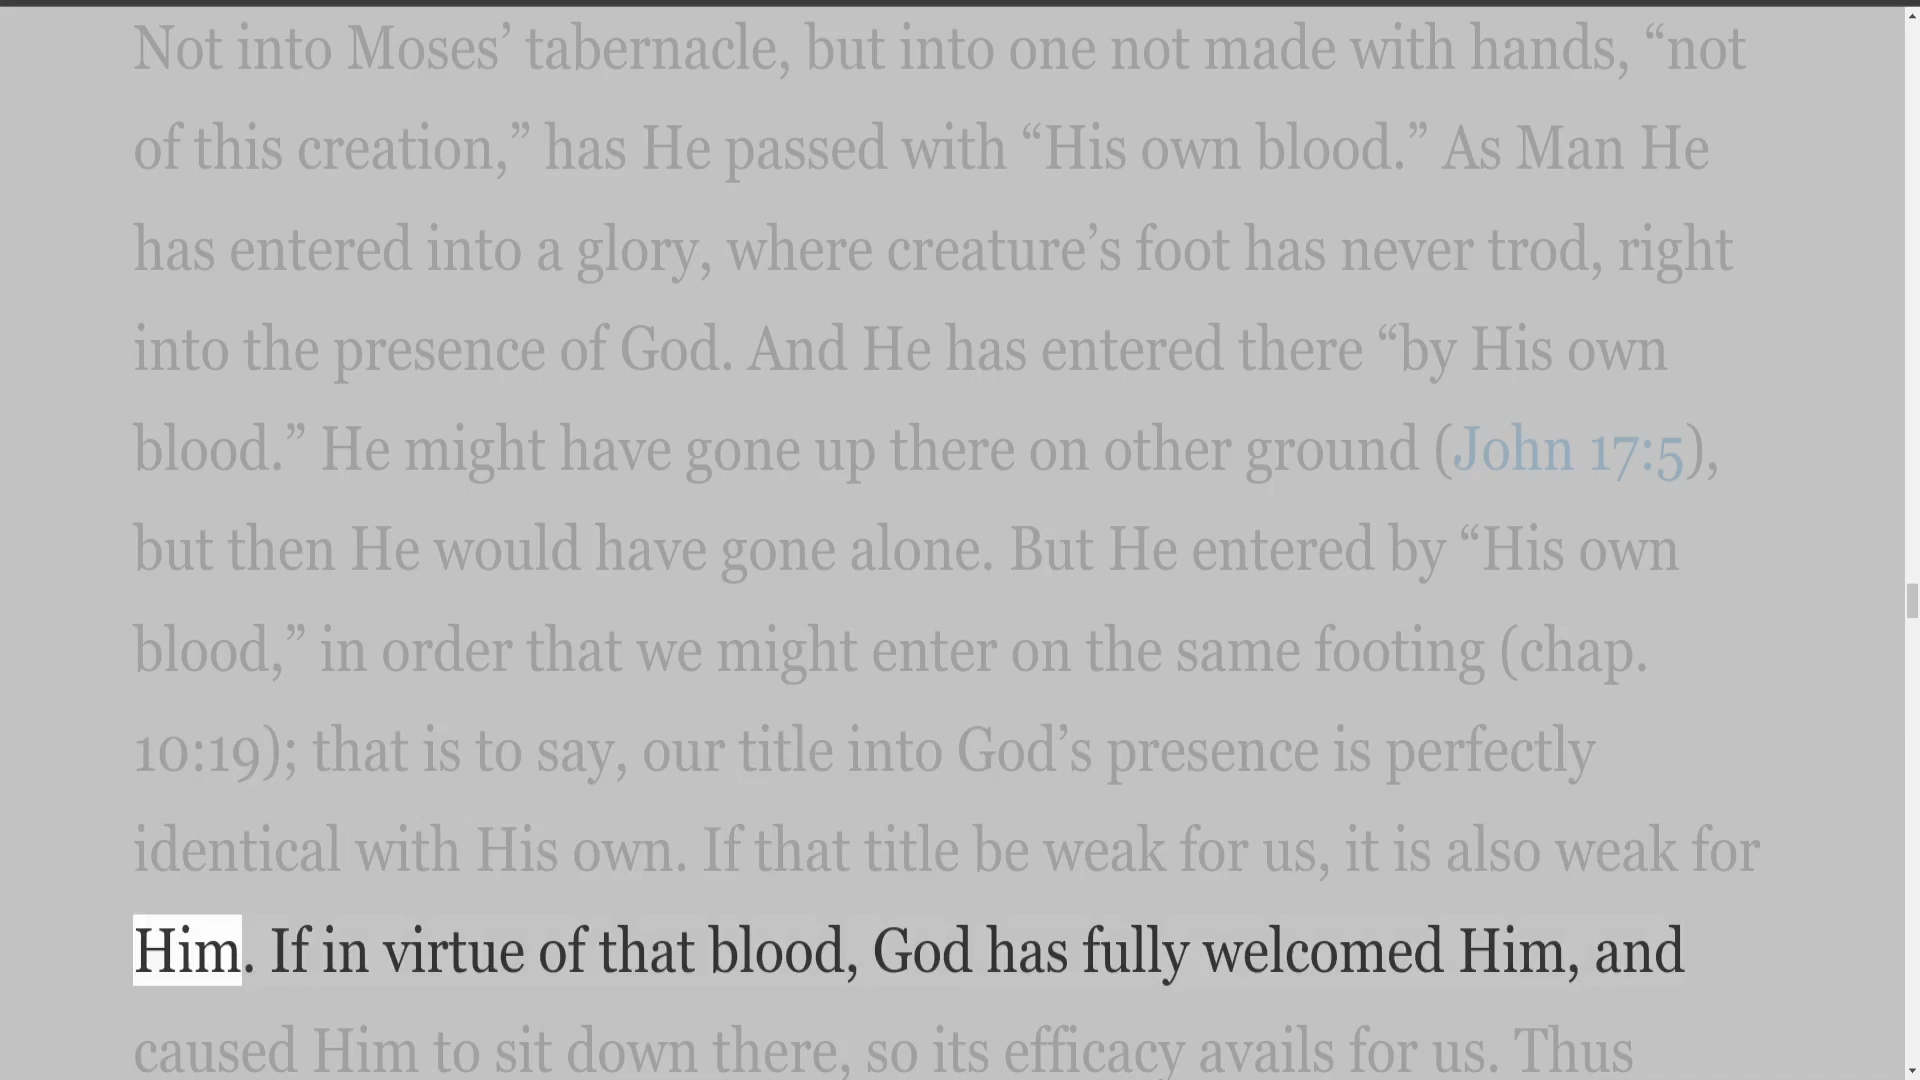 Not into Moses’ tabernacle, but into one not made with hands, “not
of this creation,” has He passed with “His own blood.” As Man He
has entered into a glory, where creature’s foot has never trod, right
into the presence of God. And He has entered there “by His own
blood.” He might have gone up there on other ground (John 17:5),
but then He would have gone alone. But He entered by “His own
blood,” in order that we might enter on the same footing (chap.
10:19); that is to say, our title into God’s presence is perfectly
identical with His own. If that title be weak for us, it is also weak for
Him. If in virtue of that blood, God has fully welcomed Him, and
caused Him to sit down there, so its efficacy avails for us. Thus